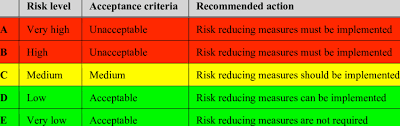 Risk level Acceptance criteria Recommended action
A Very high Unacceptable Risk reducing measures must be implemented
B High Unacceptable Risk reducing measures must be implemented
C Medium Medium Risk reducing measures should be implemented
D Low Acceptable Risk reducing measures can be implemented
E Very low Acceptable Risk reducing measures are not required